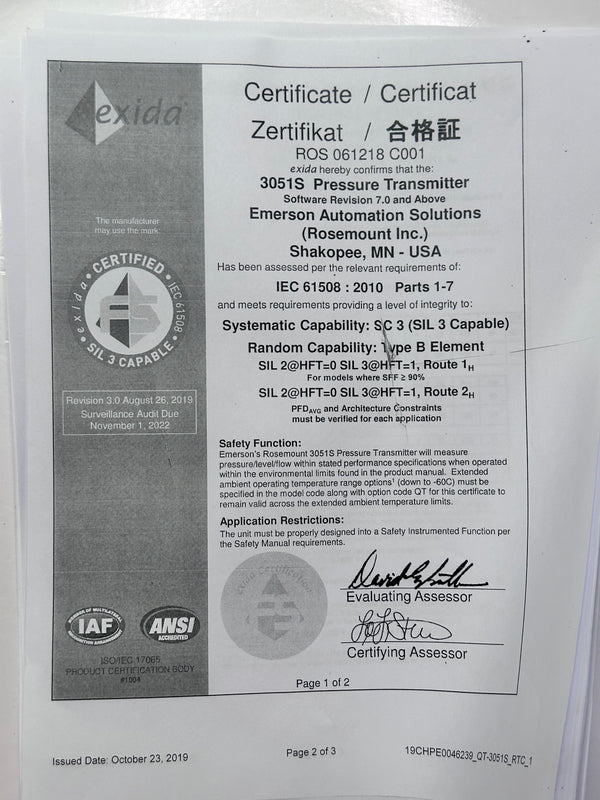 exida
Certificate / Certificat
Zertifikat / 合格証
ROS 061218 C001
exida hereby confirms that the:
3051S Pressure Transmitter
Software Revision 7.0 and Above
Emerson Automation Solutions
(Rosemount Inc.)
Shakopee, MN - USA
The manufacturer
may use the mark:
Has been assessed per the relevant requirements of:
IEC 61508 : 2010 Parts 1-7
and meets requirements providing a level of integrity to:
Systematic Capability: SC 3 (SIL 3 Capable)
Random Capability: Type B Element
SIL 2@HFT=0 SIL 3@HFT=1, Route 1H
For models where SFF ≥ 90%
SIL 2@HFT=0 SIL 3@HFT=1, Route 2H
PFDAVG and Architecture Constraints
must be verified for each application
exida • CERTIFIED • IEC 61508 •
SIL 3 CAPABLE
Revision 3.0 August 26, 2019
Surveillance Audit Due
November 1, 2022
Safety Function:
Emerson's Rosemount 3051S Pressure Transmitter will measure
pressure/level/flow within stated performance specifications when operated
within the environmental limits found in the product manual. Extended
ambient operating temperature range options¹ (down to -60C) must be
specified in the model code along with option code QT for this certificate to
remain valid across the extended ambient temperature limits.
Application Restrictions:
The unit must be properly designed into a Safety Instrumented Function per
the Safety Manual requirements.
exida Certification
Evaluating Assessor
Certifying Assessor
MEMBER OF MULTILATERAL
IAF
RECOGNITION ARRANGEMENT
ANSI
ACCREDITED
ISO/IEC 17065
PRODUCT CERTIFICATION BODY
#1004
Page 1 of 2
Issued Date: October 23, 2019
Page 2 of 3
19CHPE0046239_QT-3051S_RTC_1